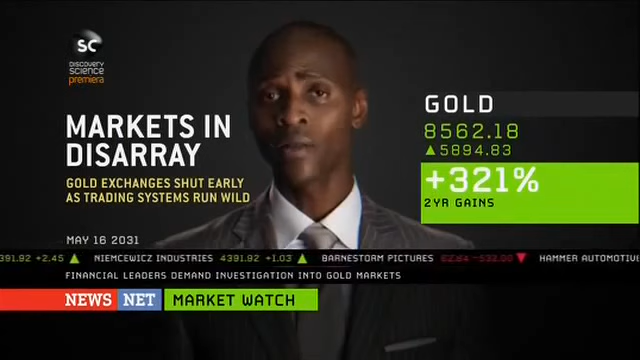 SC
DISCOVERY
SCIENCE
premiera
MARKETS IN
DISARRAY
GOLD EXCHANGES SHUT EARLY
AS TRADING SYSTEMS RUN WILD
MAY 16 2031
GOLD
8562.18
▲5894.83
+321%
2YR GAINS
391.92 +2.45 ▲ NIEMCEWICZ INDUSTRIES 4391.92 +1.03 ▲ BARNESTORM PICTURES 62.64 -532.00 ▼ HAMMER AUTOMOTIVE
FINANCIAL LEADERS DEMAND INVESTIGATION INTO GOLD MARKETS
NEWS NET MARKET WATCH